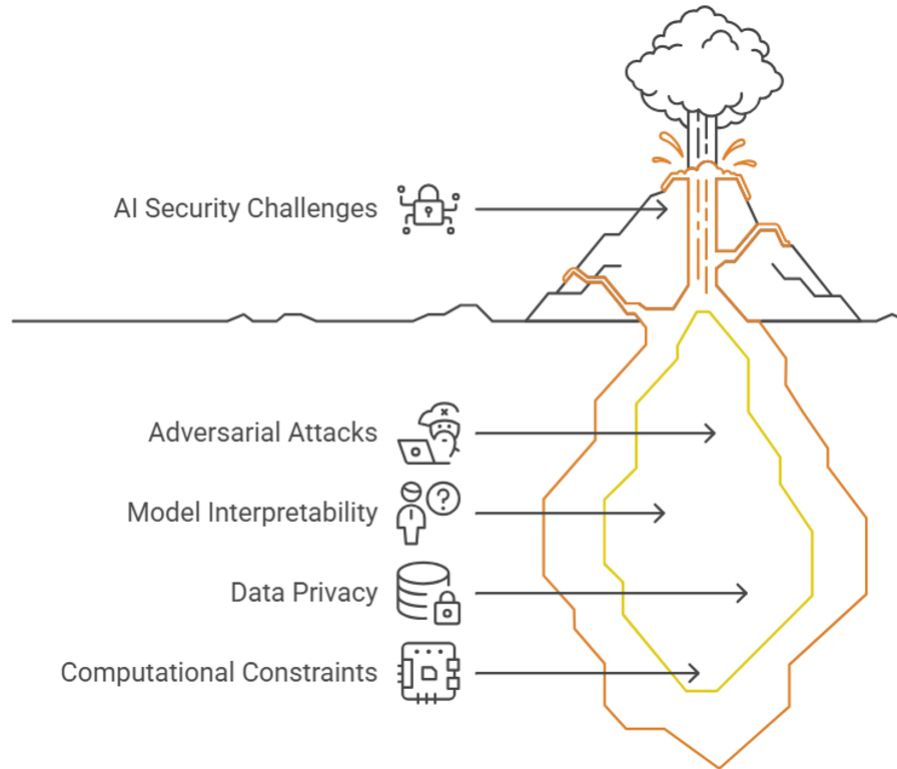 AI Security Challenges
Adversarial Attacks
Model Interpretability
Data Privacy
Computational Constraints